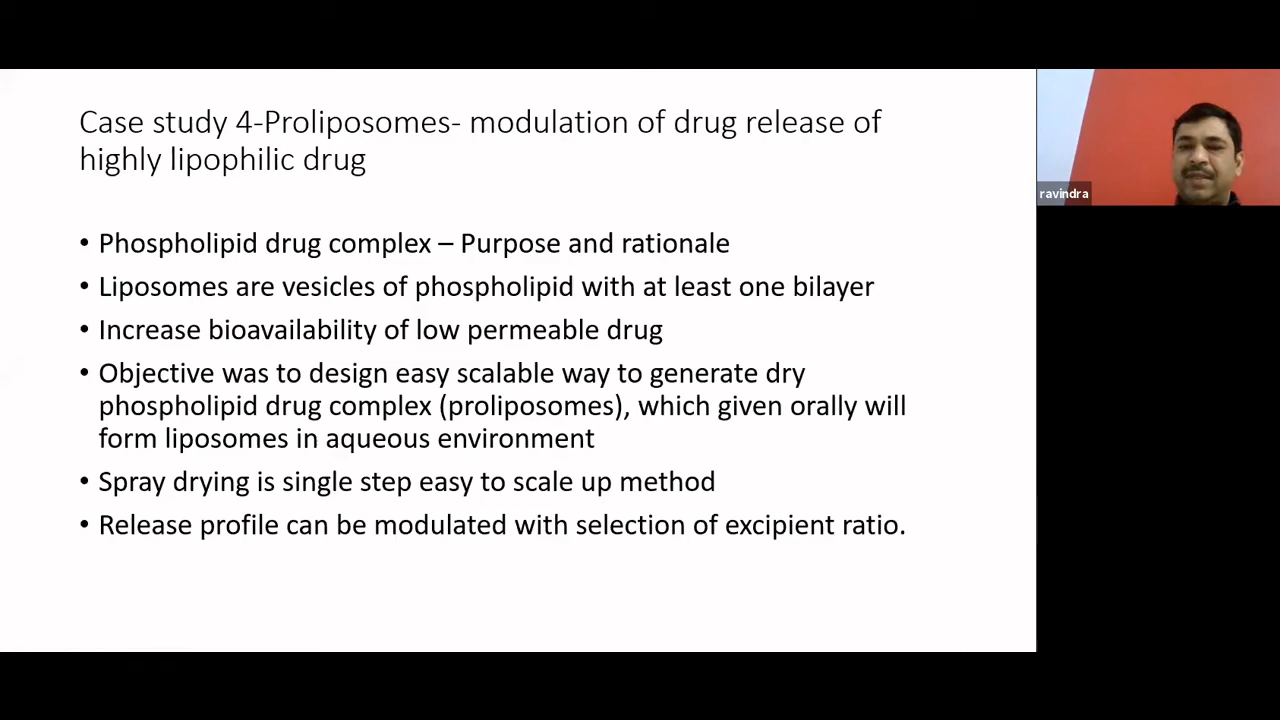 Case study 4-Proliposomes- modulation of drug release of
highly lipophilic drug
• Phospholipid drug complex – Purpose and rationale
• Liposomes are vesicles of phospholipid with at least one bilayer
• Increase bioavailability of low permeable drug
• Objective was to design easy scalable way to generate dry
phospholipid drug complex (proliposomes), which given orally will
form liposomes in aqueous environment
• Spray drying is single step easy to scale up method
• Release profile can be modulated with selection of excipient ratio.
ravindra